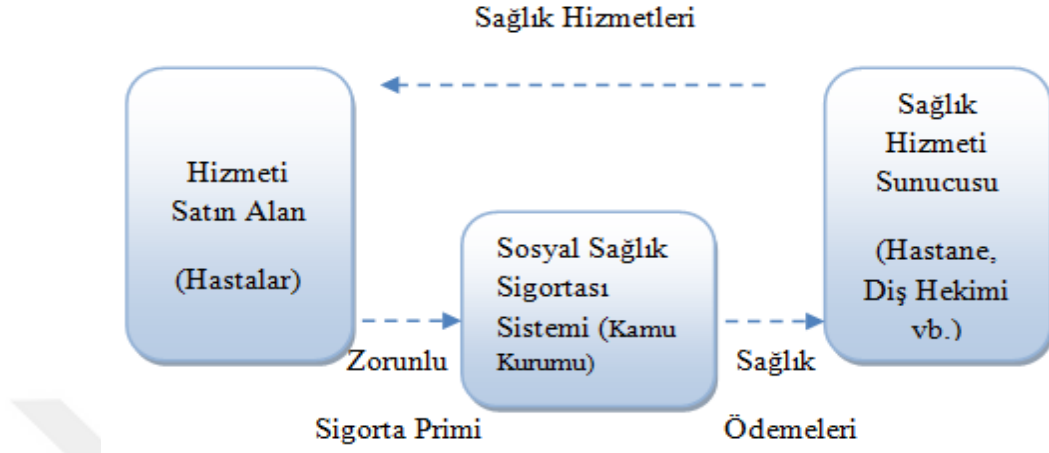 Sağlık Hizmetleri
Hizmeti
Satın Alan
(Hastalar)
Zorunlu
Sigorta Primi
Sosyal Sağlık
Sigortası
Sistemi (Kamu
Kurumu)
Sağlık
Ödemeleri
Sağlık
Hizmeti
Sunucusu
(Hastane,
Diş Hekimi
vb.)